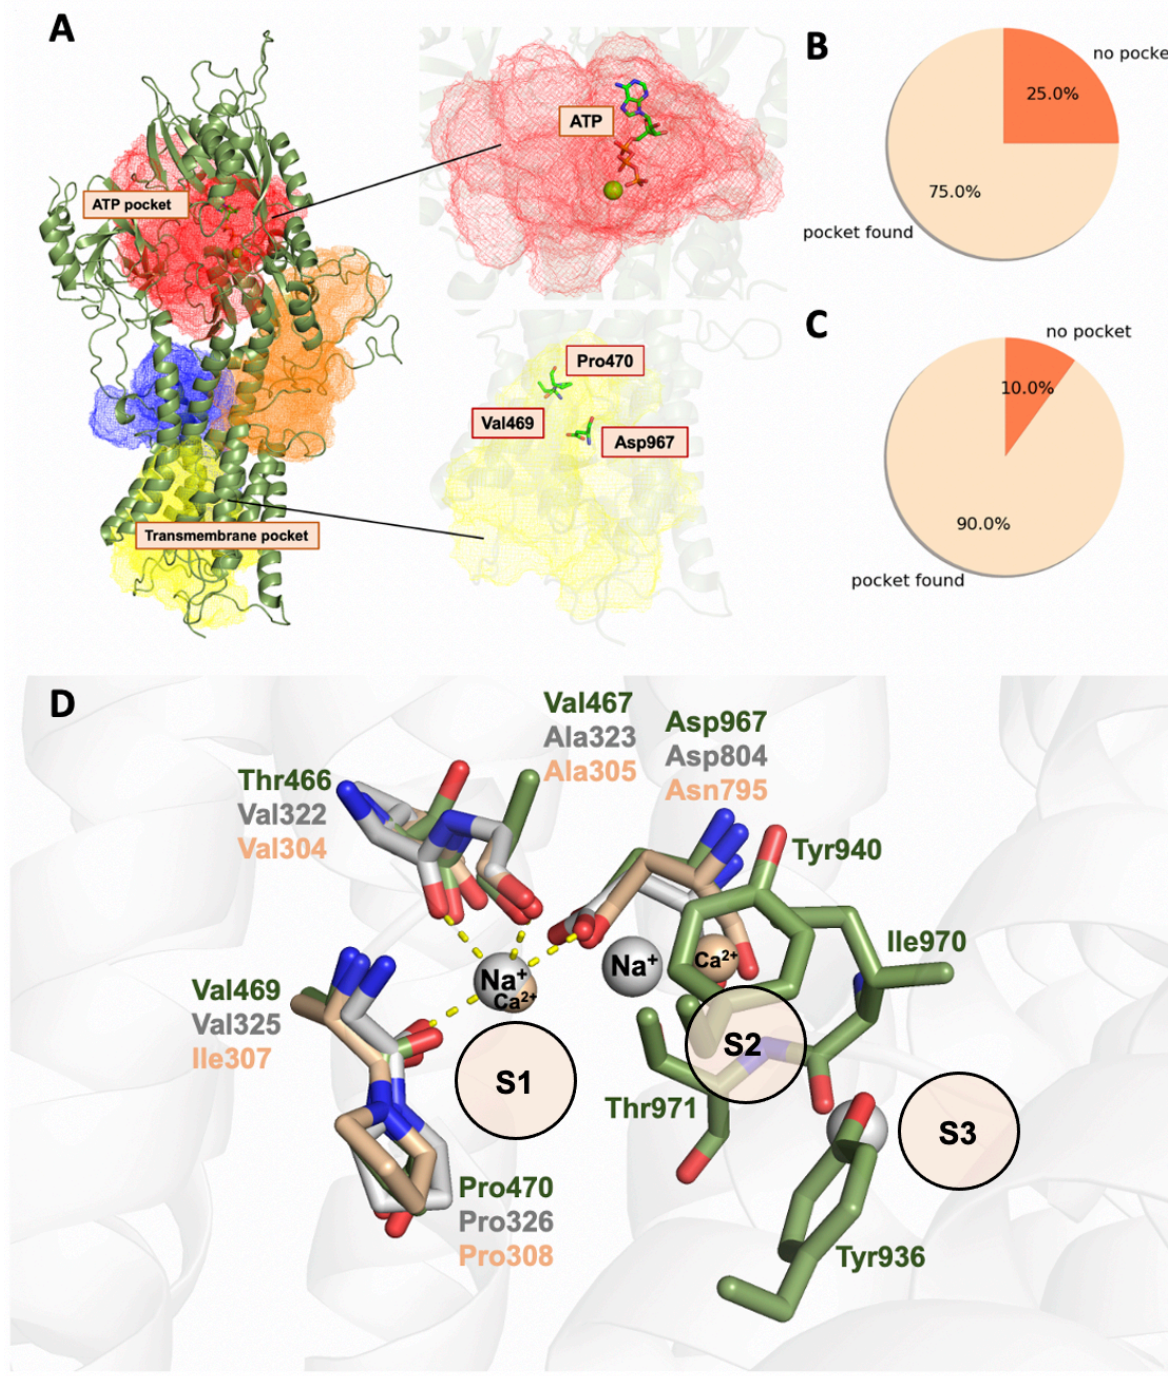 A
ATP pocket
Transmembrane pocket
ATP
Pro470
Val469
Asp967
B
no pocke
25.0%
75.0%
pocket found
C
no pocket
10.0%
90.0%
pocket found
D
Val467
Ala323
Ala305
Asp967
Asp804
Asn795
Thr466
Val322
Val304
Tyr940
Ile970
Na⁺
Ca²⁺
Na⁺
Ca²⁺
Val469
Val325
Ile307
S1
S2
S3
Thr971
Pro470
Pro326
Pro308
Tyr936